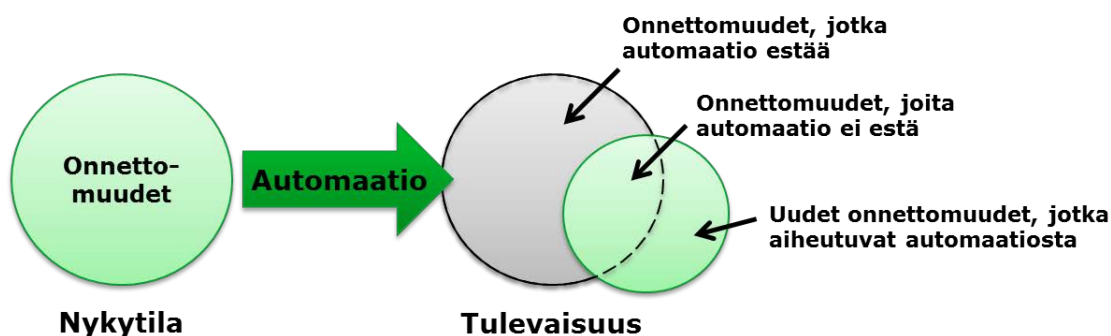 Onnettomuudet, jotka
automaatio estää
Onnettomuudet, joita
automaatio ei estä
Onnetto-
muudet
Automaatio
Uudet onnettomuudet, jotka
aiheutuvat automaatiosta
Nykytila
Tulevaisuus